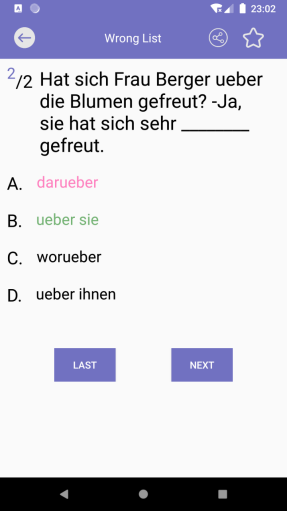 A 23:02
Wrong List
2/2 Hat sich Frau Berger ueber
die Blumen gefreut? -Ja,
sie hat sich sehr ________
gefreut.
A. darueber
B. ueber sie
C. worueber
D. ueber ihnen
LAST NEXT